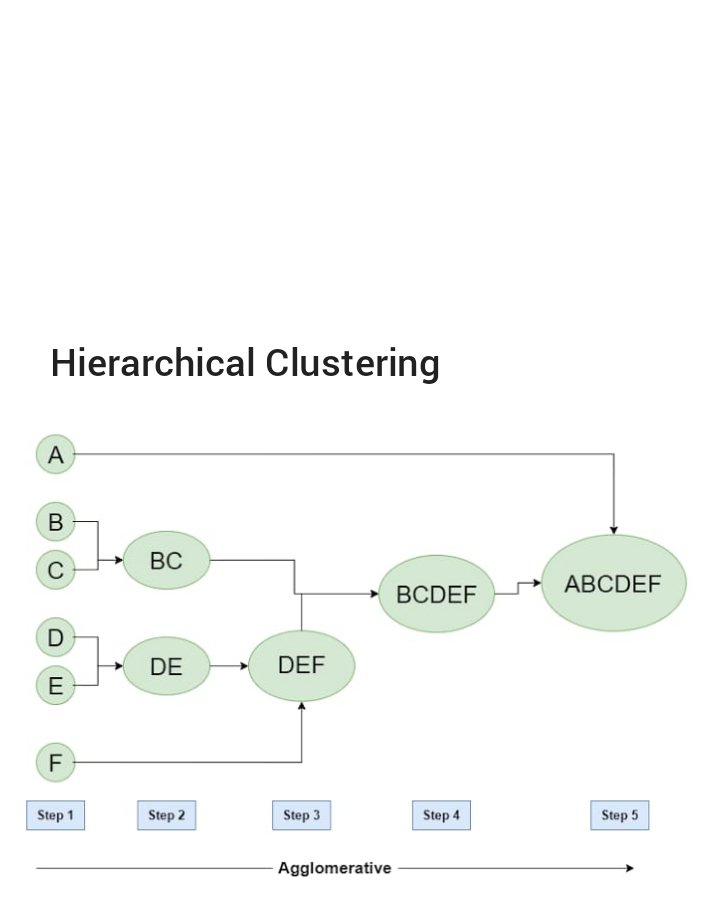 Hierarchical Clustering
A
B
C
BC
D
E
DE
DEF
F
BCDEF
ABCDEF
Step 1
Step 2
Step 3
Step 4
Step 5
Agglomerative